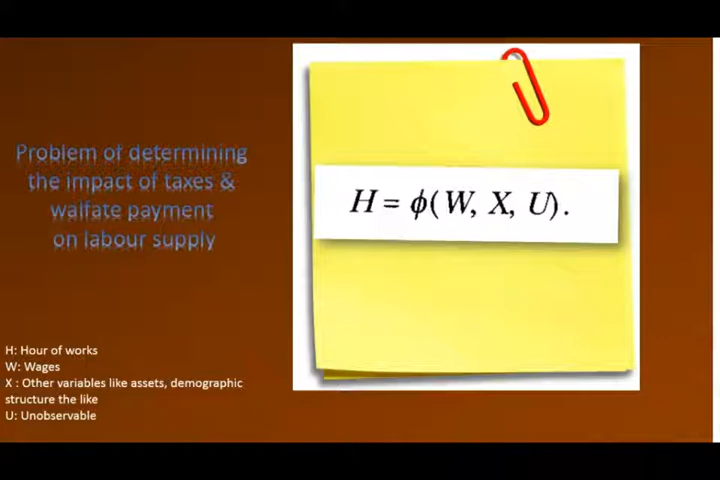 Problem of determining
the impact of taxes &
walfate payment
on labour supply
H = ϕ(W, X, U).
H: Hour of works
W: Wages
X : Other variables like assets, demographic
structure the like
U: Unobservable